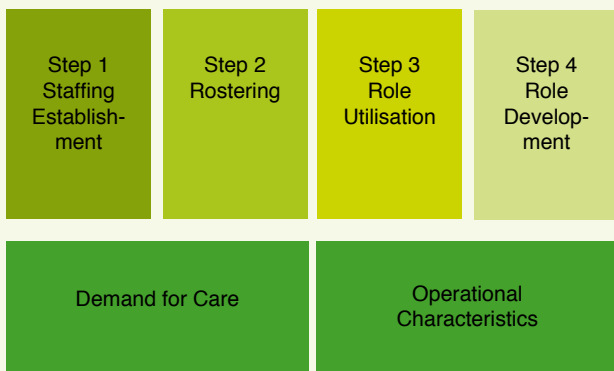 Step 1
Staffing
Establish-
ment
Step 2
Rostering
Step 3
Role
Utilisation
Step 4
Role
Develop-
ment
Demand for Care
Operational
Characteristics